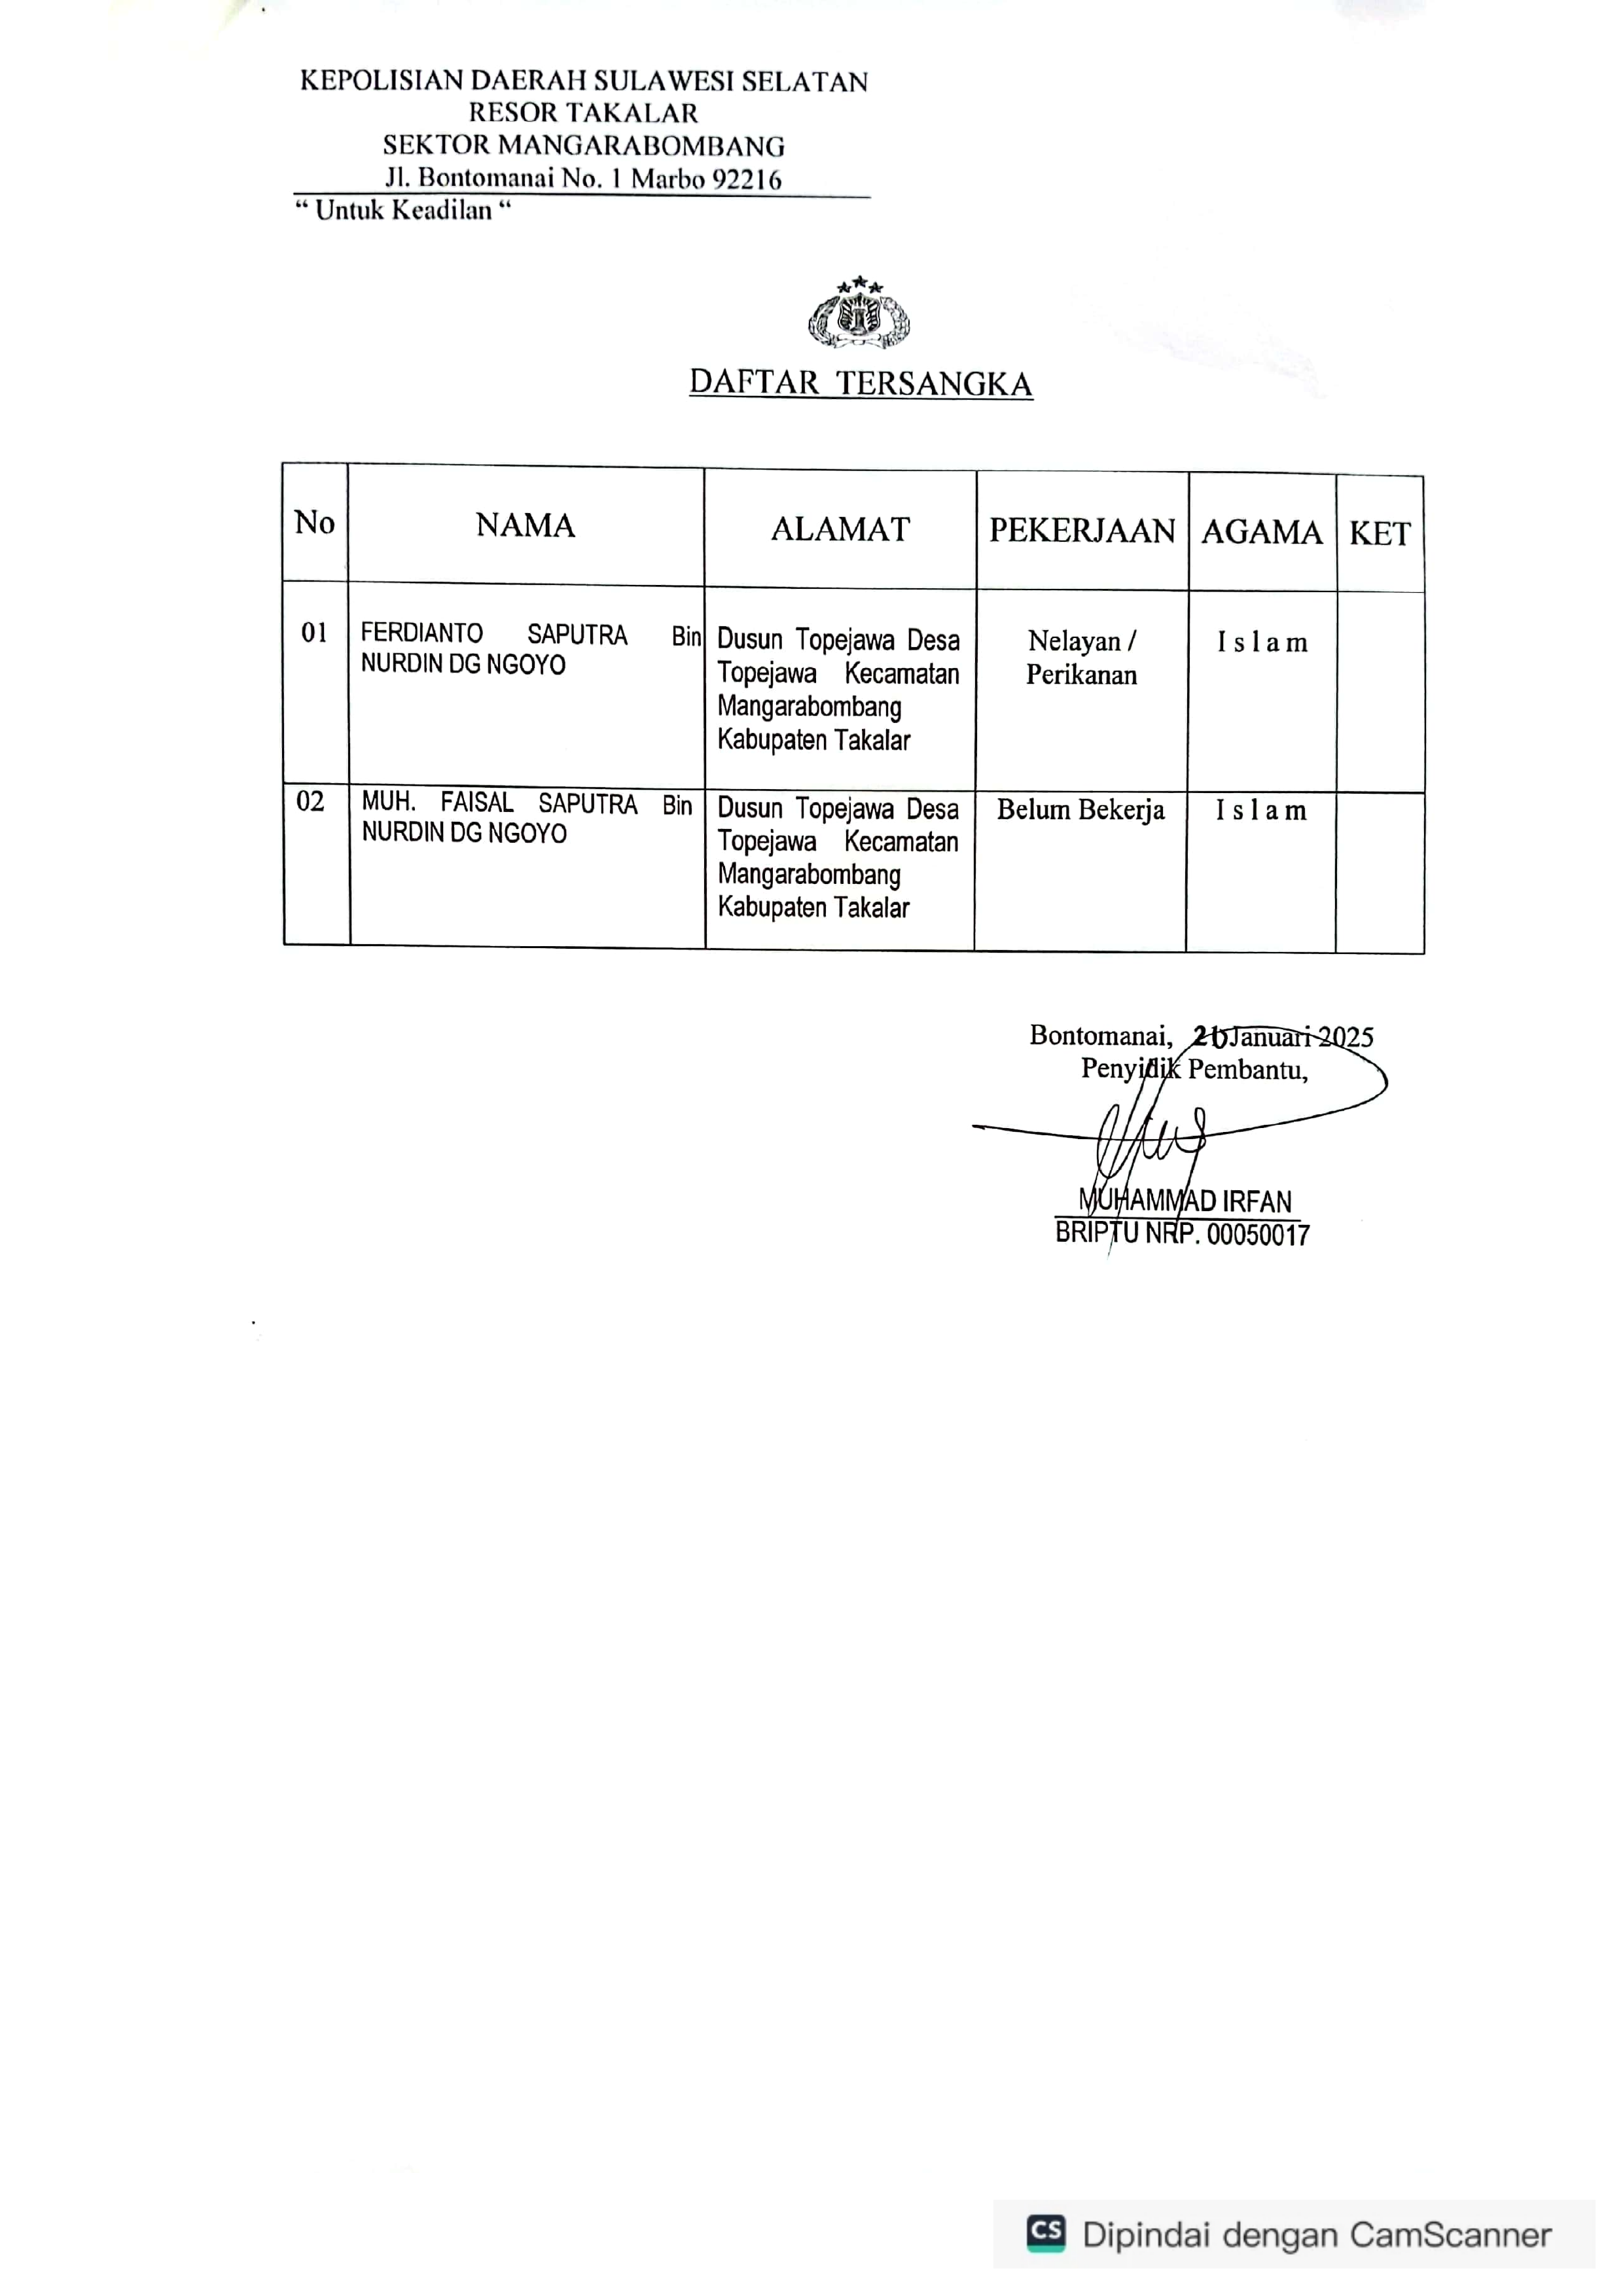 KEPOLISIAN DAERAH SULAWESI SELATAN
RESOR TAKALAR
SEKTOR MANGARABOMBANG
Jl. Bontomanai No. 1 Marbo 92216
“ Untuk Keadilan “
DAFTAR TERSANGKA
No NAMA ALAMAT PEKERJAAN AGAMA KET
01 FERDIANTO SAPUTRA Bin Dusun Topejawa Desa Nelayan / I s l a m
NURDIN DG NGOYO Topejawa Kecamatan Perikanan
Mangarabombang
Kabupaten Takalar
02 MUH. FAISAL SAPUTRA Bin Dusun Topejawa Desa Belum Bekerja I s l a m
NURDIN DG NGOYO Topejawa Kecamatan
Mangarabombang
Kabupaten Takalar
Bontomanai, Januari 2025
Penyidik Pembantu,
MUHAMMAD IRFAN
BRIPTU NRP. 00050017
CS Dipindai dengan CamScanner